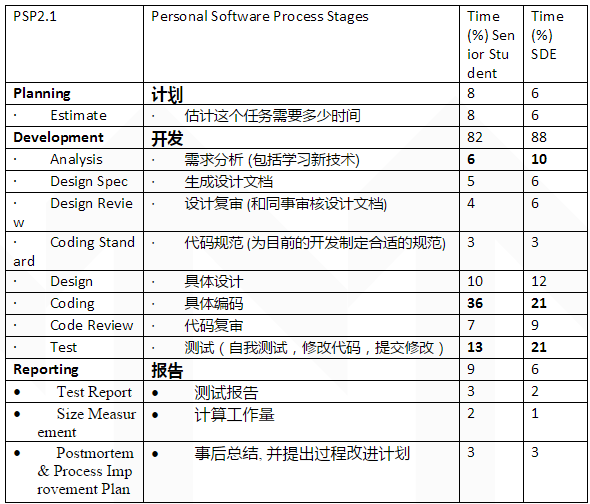 PSP2.1 Personal Software Process Stages Time (%) Senior Student Time (%) SDE
Planning 计划 8 6
· Estimate · 估计这个任务需要多少时间 8 6
Development 开发 82 88
· Analysis · 需求分析 (包括学习新技术) 6 10
· Design Spec · 生成设计文档 5 6
· Design Review · 设计复审 (和同事审核设计文档) 4 6
· Coding Standard · 代码规范 (为目前的开发制定合适的规范) 3 3
· Design · 具体设计 10 12
· Coding · 具体编码 36 21
· Code Review · 代码复审 7 9
· Test · 测试（自我测试，修改代码，提交修改） 13 21
Reporting 报告 9 6
● Test Report ● 测试报告 3 2
● Size Measurement ● 计算工作量 2 1
● Postmortem & Process Improvement Plan ● 事后总结, 并提出过程改进计划 3 3